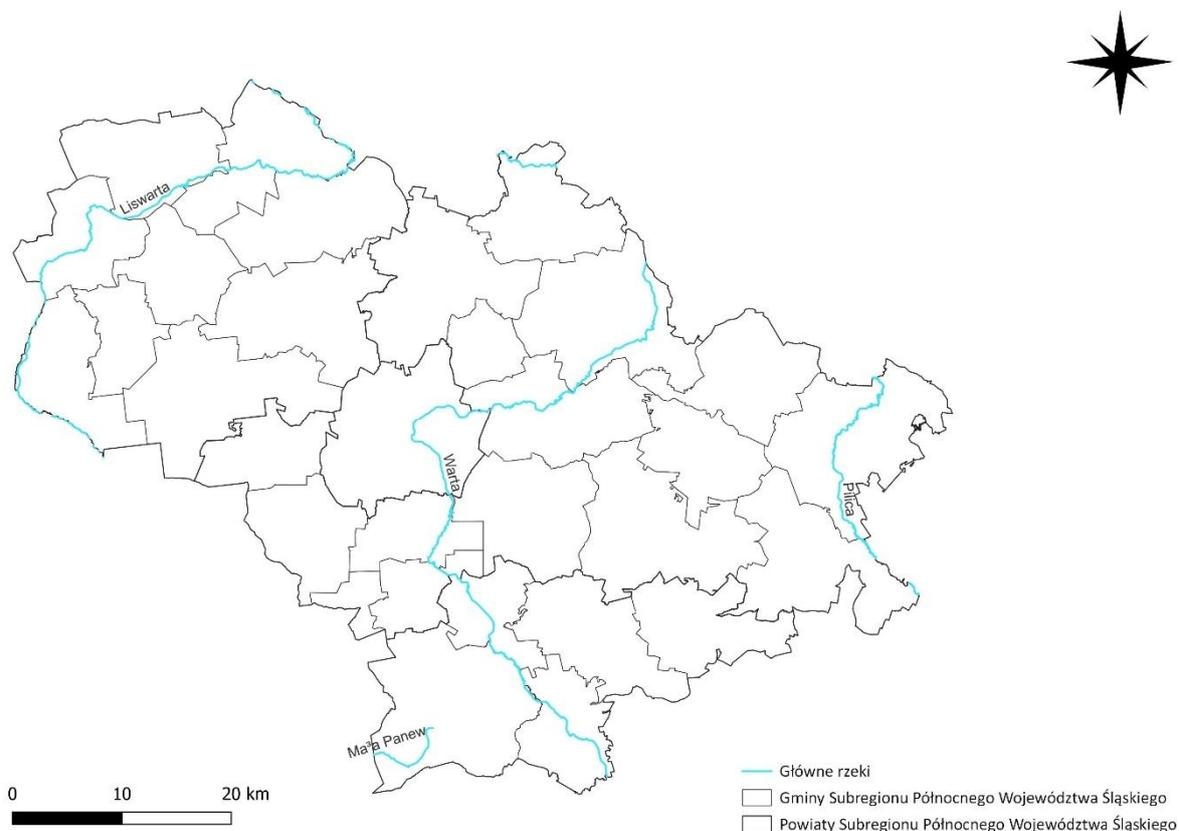 Liswarta
Warta
Pilica
Ma³a Panew
0 10 20 km
Główne rzeki
Gminy Subregionu Północnego Województwa Śląskiego
Powiaty Subregionu Północnego Województwa Śląskiego